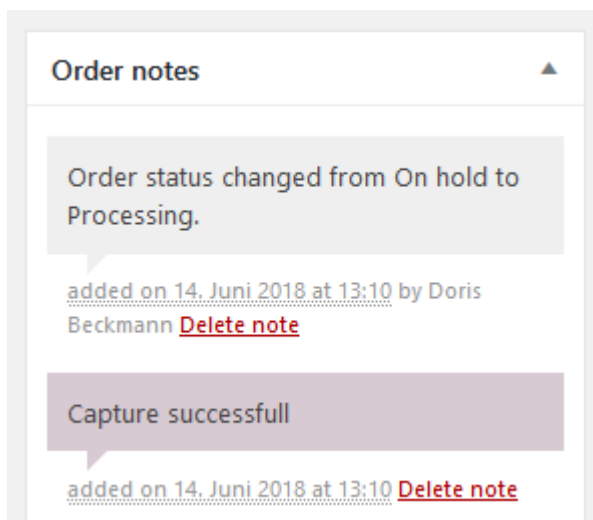 Order notes
Order status changed from On hold to
Processing.
added on 14. Juni 2018 at 13:10 by Doris
Beckmann Delete note
Capture successfull
added on 14. Juni 2018 at 13:10 Delete note